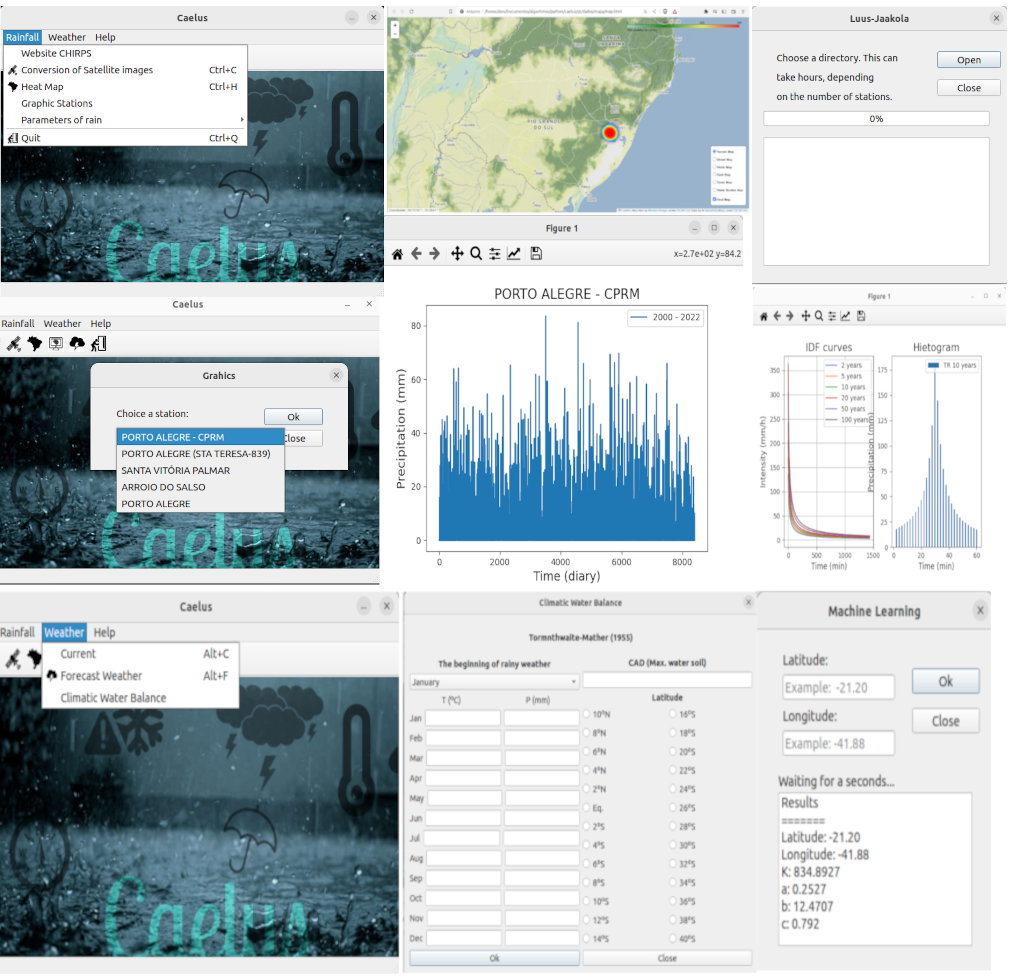 Caelus
Rainfall Weather Help
Website CHIRPS
Conversion of Satellite images Ctrl+C
Heat Map Ctrl+H
Graphic Stations
Parameters of rain
Quit Ctrl+Q
Caelus
RIO GRANDE
DO SUL
Luus-Jaakola
Choose a directory. This can
take hours, depending
on the number of stations.
Open
Close
0%
Caelus
Rainfall Weather Help
Grahics
Choice a station:
Ok
Close
PORTO ALEGRE - CPRM
PORTO ALEGRE (STA TERESA-839)
SANTA VITÓRIA PALMAR
ARROIO DO SALSO
PORTO ALEGRE
Caelus
Figure 1
x=2.7e+02 y=84.2
PORTO ALEGRE - CPRM
2000 - 2022
Precipitation (mm)
80
60
40
20
0
0 2000 4000 6000 8000
Time (diary)
Figure 1
IDF curves
2 years
5 years
10 years
20 years
50 years
100 years
Intensity (mm/h)
350
300
250
200
150
100
50
0
0 500 1000 1500
Time (min)
Hietogram
TR 10 years
Precipitation (mm)
175
150
125
100
75
50
25
0
0 20 40 60
Time (min)
Caelus
Rainfall Weather Help
Current Alt+C
Forecast Weather Alt+F
Climatic Water Balance
Caelus
Climatic Water Balance
Tormnthwaite-Mather (1955)
The beginning of rainy weather CAD (Max. water soil)
January
T (ºC) P (mm) Latitude
Jan 10ºN 16ºS
Feb 8ºN 18ºS
Mar 6ºN 20ºS
Apr 4ºN 22ºS
May 2ºN 24ºS
Jun Eq. 26ºS
Jul 2ºS 28ºS
Aug 4ºS 30ºS
Sep 6ºS 32ºS
Oct 8ºS 34ºS
Nov 10ºS 36ºS
Dec 12ºS 38ºS
14ºS 40ºS
Ok Close
Machine Learning
Latitude:
Example: -21.20
Ok
Longitude:
Example: -41.88
Close
Waiting for a seconds...
Results
=======
Latitude: -21.20
Longitude: -41.88
K: 834.8927
a: 0.2527
b: 12.4707
c: 0.792